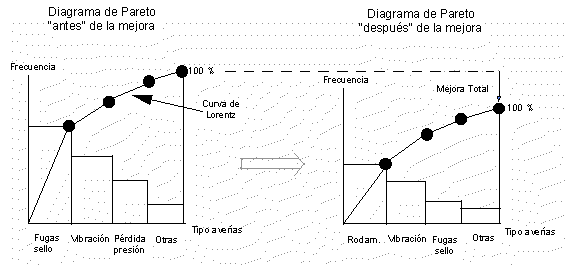 Diagrama de Pareto
"antes" de la mejora
Frecuencia
100 %
Curva de
Lorentz
Tipo averías
Fugas
sello
Vibración
Pérdida
presión
Otras
Diagrama de Pareto
"después" de la mejora
Frecuencia
Mejora Total
100 %
Tipo averías
Rodam.
Vibración
Fugas
sello
Otras